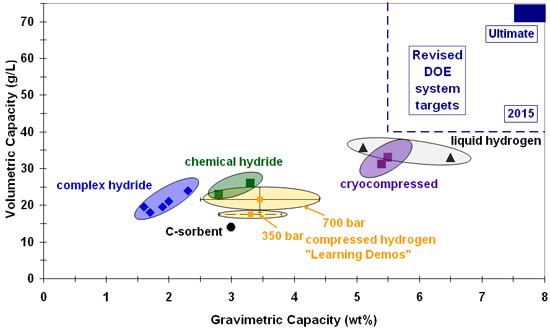 Volumetric Capacity (g/L)
75
70
60
50
40
30
20
10
0
Ultimate
Revised
DOE
system
targets
2015
liquid hydrogen
chemical hydride
cryocompressed
complex hydride
700 bar
C-sorbent
350 bar
compressed hydrogen
"Learning Demos"
0
1
2
3
4
5
6
7
8
Gravimetric Capacity (wt%)